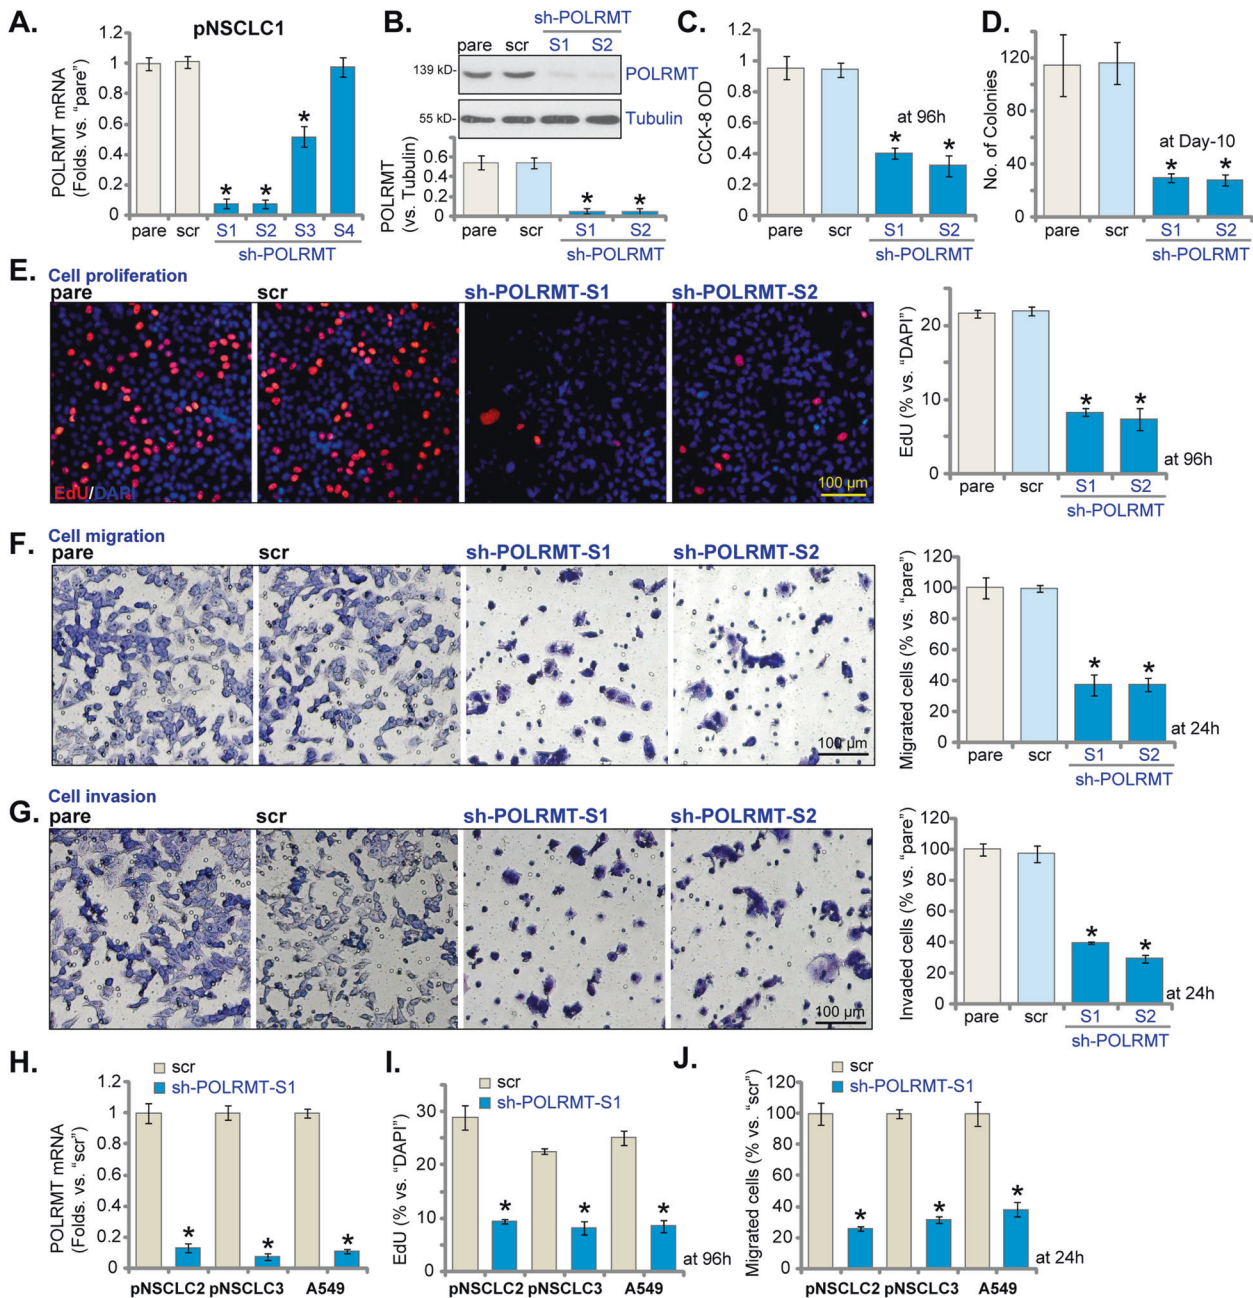 A.
pNSCLC1
POLRMT mRNA
(Folds. vs. “pare”)
1.2
1
0.8
0.6
0.4
0.2
0
*
*
*
pare
scr
S1
S2
S3
S4
sh-POLRMT
B.
sh-POLRMT
pare
scr
S1
S2
139 kD-
POLRMT
55 kD-
Tubulin
POLRMT
(vs. Tubulin)
0.6
0.4
0.2
0
*
*
pare
scr
S1
S2
sh-POLRMT
C.
CCK-8 OD
1.2
1
0.8
0.6
0.4
0.2
0
at 96h
*
*
pare
scr
S1
S2
sh-POLRMT
D.
No. of Colonies
120
80
40
0
at Day-10
*
*
pare
scr
S1
S2
sh-POLRMT
E.
Cell proliferation
pare
scr
sh-POLRMT-S1
sh-POLRMT-S2
EdU/DAPI
100 µm
EdU (% vs. “DAPI”)
20
10
0
*
*
at 96h
pare
scr
S1
S2
sh-POLRMT
F.
Cell migration
pare
scr
sh-POLRMT-S1
sh-POLRMT-S2
100 µm
Migrated cells (% vs. “pare”)
120
100
80
60
40
20
0
*
*
at 24h
pare
scr
S1
S2
sh-POLRMT
G.
Cell invasion
pare
scr
sh-POLRMT-S1
sh-POLRMT-S2
100 µm
Invaded cells (% vs. “pare”)
120
100
80
60
40
20
0
*
*
at 24h
pare
scr
S1
S2
sh-POLRMT
H.
scr
sh-POLRMT-S1
POLRMT mRNA
(Folds. vs. “scr”)
1.2
1
0.8
0.6
0.4
0.2
0
*
*
*
pNSCLC2
pNSCLC3
A549
I.
scr
sh-POLRMT-S1
EdU (% vs. “DAPI”)
30
20
10
0
*
*
*
at 96h
pNSCLC2
pNSCLC3
A549
J.
scr
sh-POLRMT-S1
Migrated cells (% vs. “scr”)
120
100
80
60
40
20
0
*
*
*
at 24h
pNSCLC2
pNSCLC3
A549